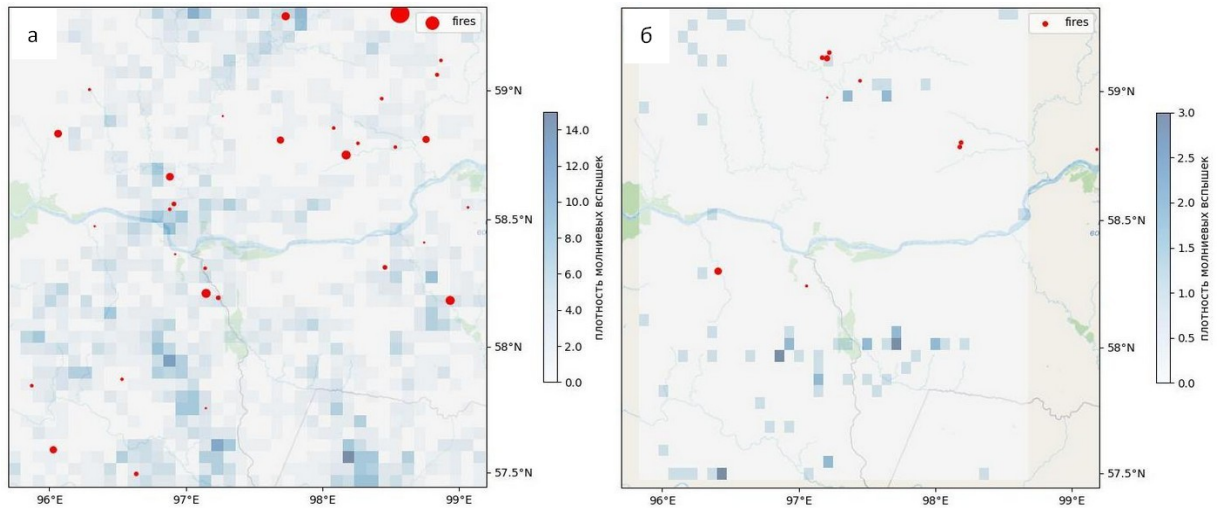 а
fires
59°N
58.5°N
58°N
57.5°N
96°E
97°E
98°E
99°E
14.0
12.0
10.0
8.0
6.0
4.0
2.0
0.0
плотность молниевых вспышек
б
fires
59°N
58.5°N
58°N
57.5°N
96°E
97°E
98°E
99°E
3.0
2.5
2.0
1.5
1.0
0.5
0.0
плотность молниевых вспышек